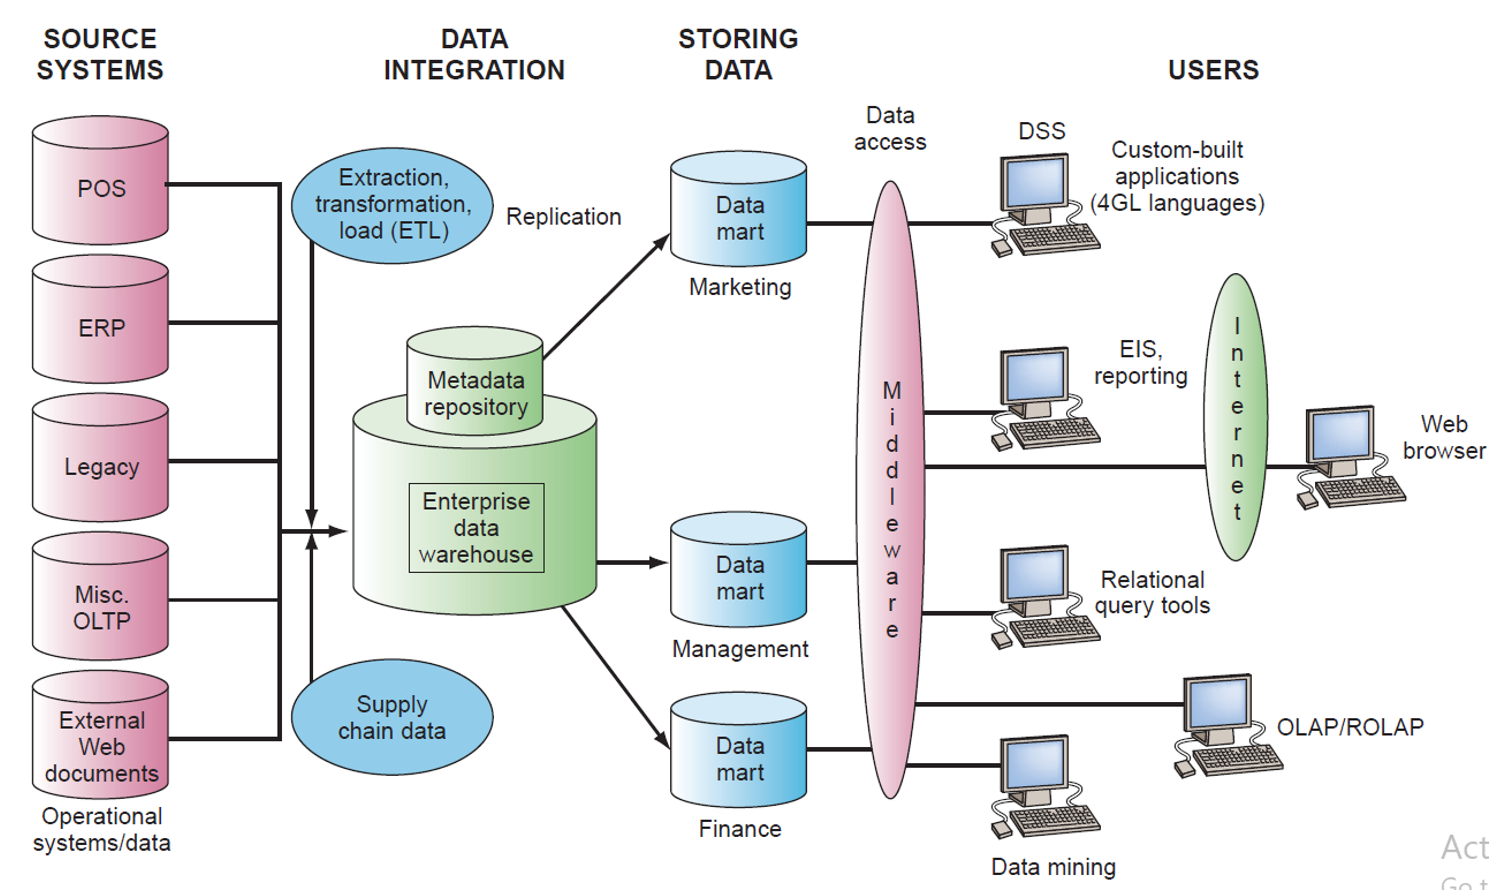 SOURCE
SYSTEMS
DATA
INTEGRATION
STORING
DATA
USERS
POS
ERP
Legacy
Misc.
OLTP
External
Web
documents
Operational
systems/data
Extraction,
transformation,
load (ETL)
Replication
Metadata
repository
Enterprise
data
warehouse
Supply
chain data
Data
mart
Marketing
Data
mart
Management
Data
mart
Finance
Data
access
Middleware
DSS
Custom-built
applications
(4GL languages)
EIS,
reporting
Internet
Web
browser
Relational
query tools
OLAP/ROLAP
Data mining
Act
Go t